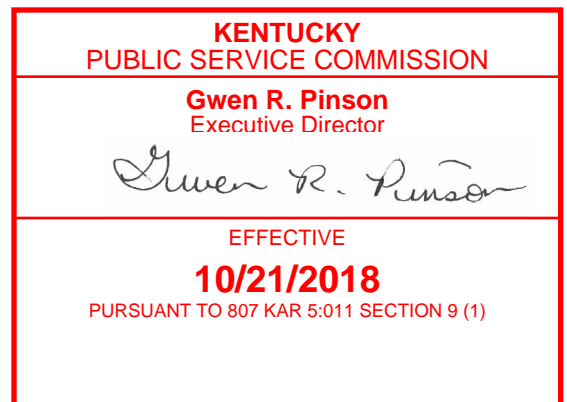 KENTUCKY
PUBLIC SERVICE COMMISSION
Gwen R. Pinson
Executive Director
Gwen R. Pinson
EFFECTIVE
10/21/2018
PURSUANT TO 807 KAR 5:011 SECTION 9 (1)